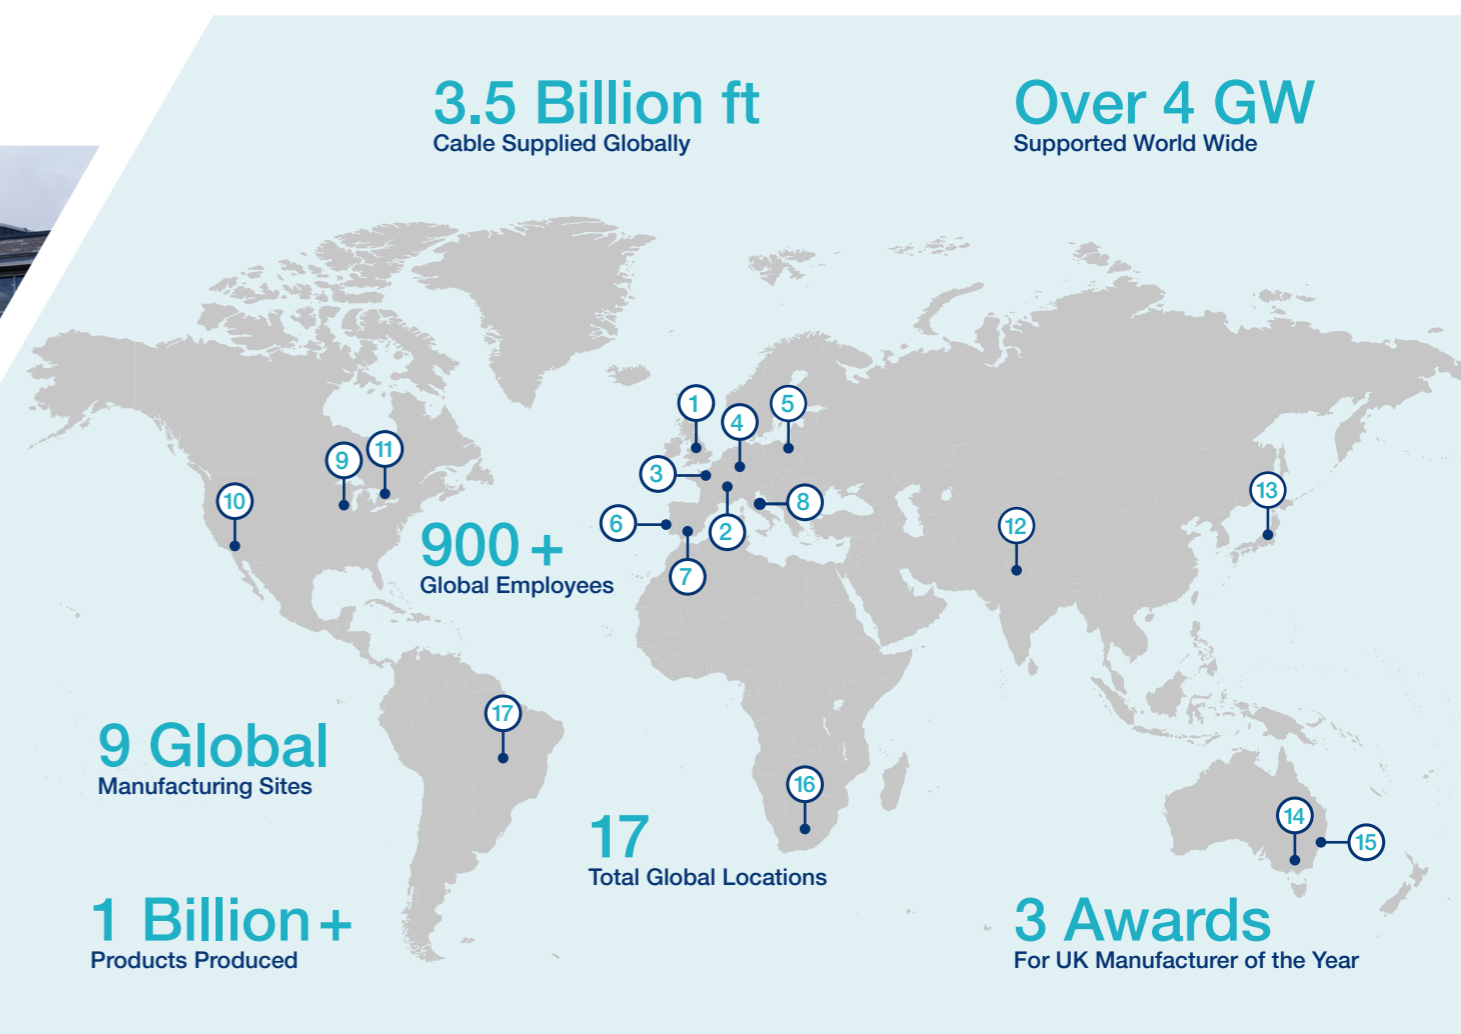 3.5 Billion ft
Cable Supplied Globally
Over 4 GW
Supported World Wide
1
5
4
11
9
3
10
13
8
6
12
2
900 +
Global Employees
7
17
9 Global
Manufacturing Sites
16
14
17
Total Global Locations
15
1 Billion +
Products Produced
3 Awards
For UK Manufacturer of the Year